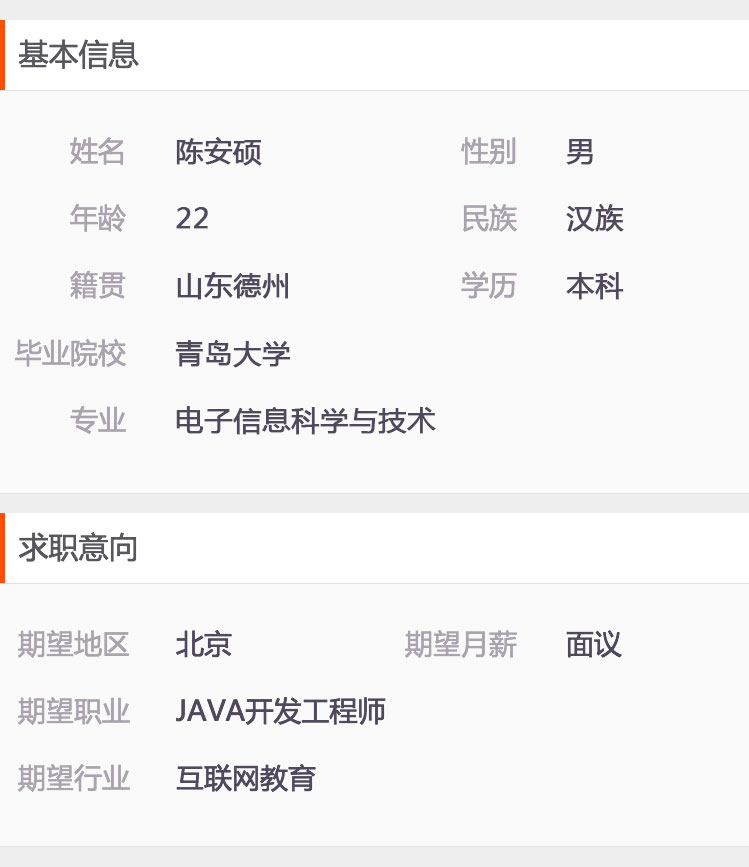 基本信息
姓名 陈安硕 性别 男
年龄 22 民族 汉族
籍贯 山东德州 学历 本科
毕业院校 青岛大学
专业 电子信息科学与技术
求职意向
期望地区 北京 期望月薪 面议
期望职业 JAVA开发工程师
期望行业 互联网教育